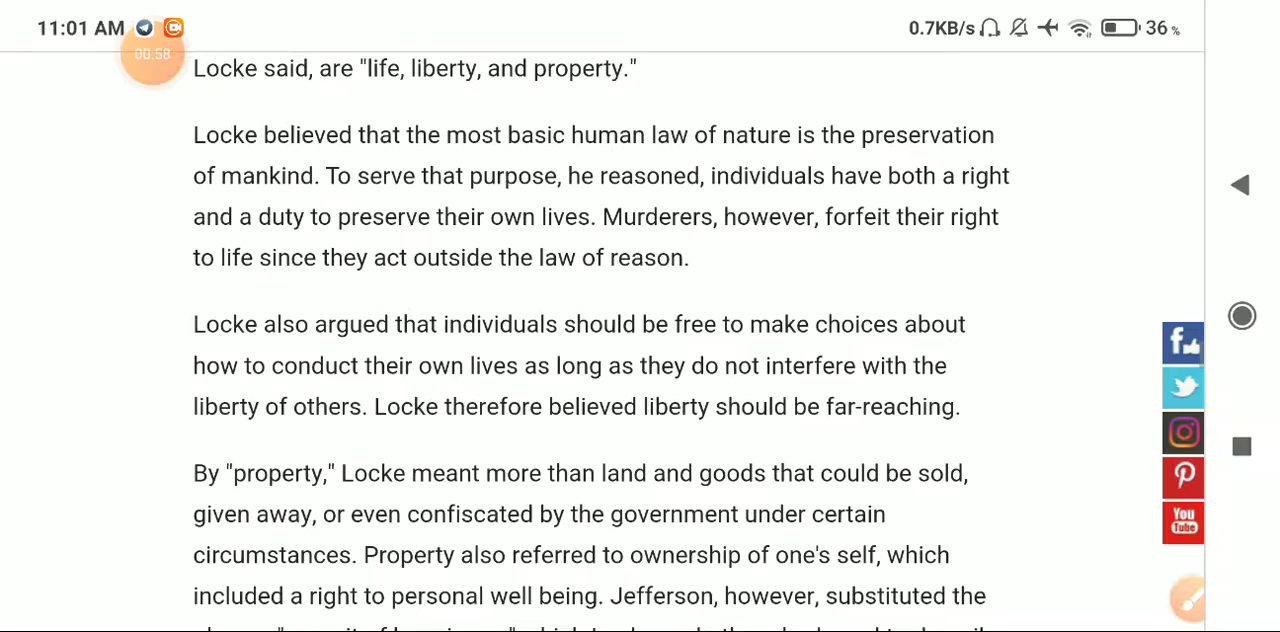 11:01 AM
0.7KB/s
36 %
00:58
Locke said, are "life, liberty, and property."
Locke believed that the most basic human law of nature is the preservation
of mankind. To serve that purpose, he reasoned, individuals have both a right
and a duty to preserve their own lives. Murderers, however, forfeit their right
to life since they act outside the law of reason.
Locke also argued that individuals should be free to make choices about
how to conduct their own lives as long as they do not interfere with the
liberty of others. Locke therefore believed liberty should be far-reaching.
By "property," Locke meant more than land and goods that could be sold,
given away, or even confiscated by the government under certain
circumstances. Property also referred to ownership of one's self, which
included a right to personal well being. Jefferson, however, substituted the
You
Tube